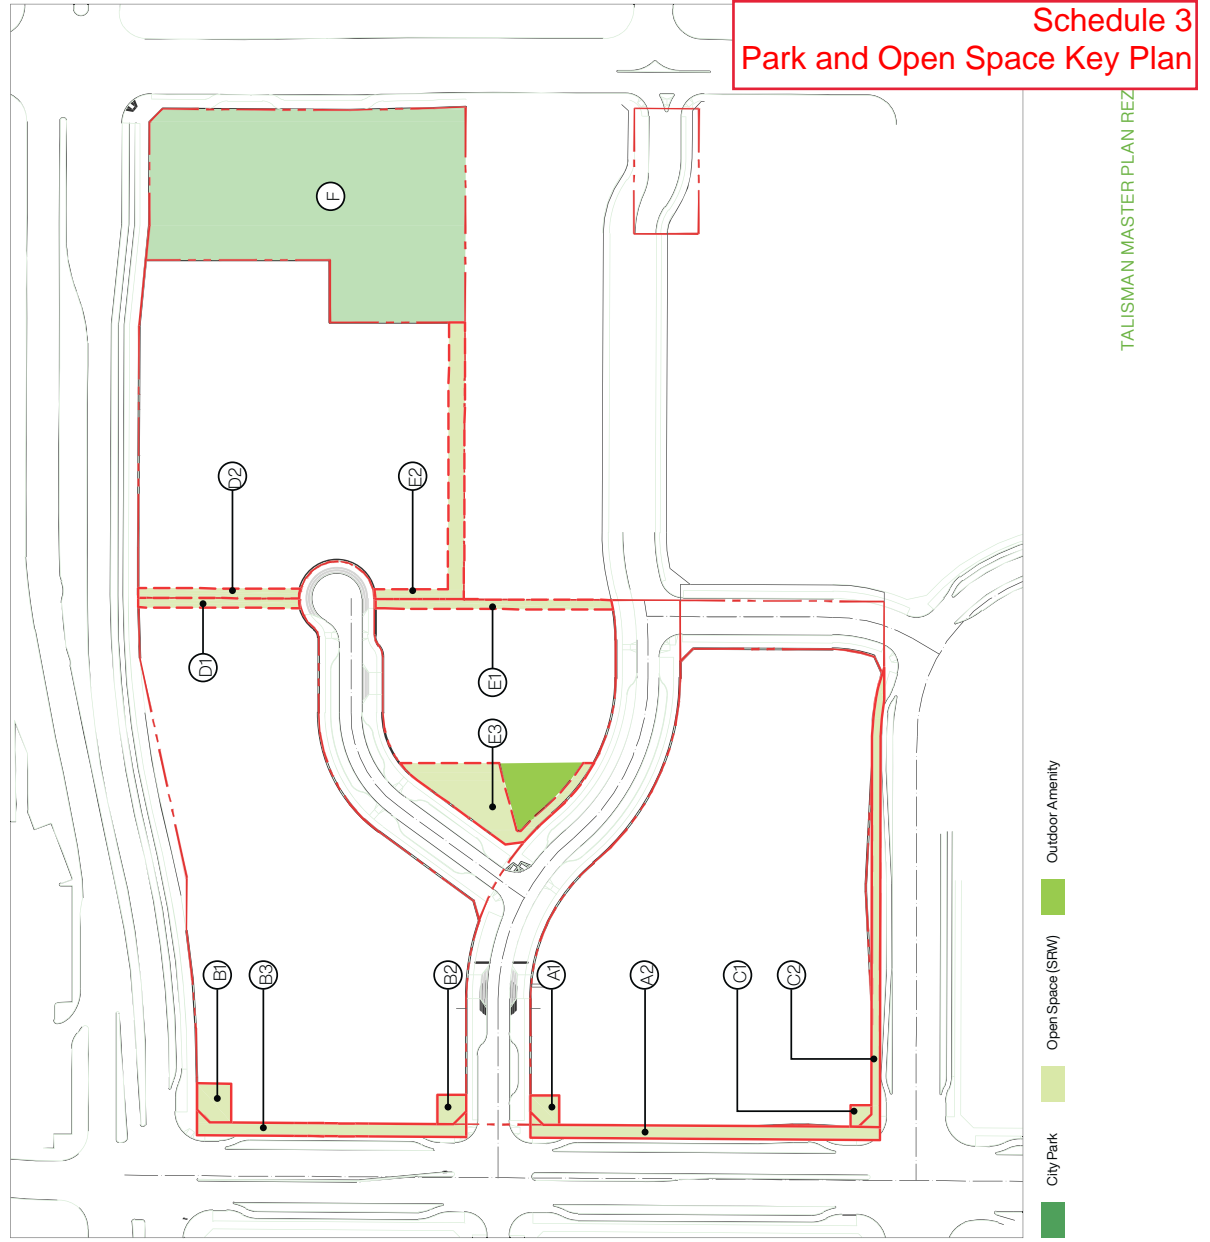 Schedule 3
Park and Open Space Key Plan
TALISMAN MASTER PLAN REZ
F
D2
E2
D1
E1
E3
B1
B3
B2
A1
A2
C1
C2
Outdoor Amenity
Open Space (SRW)
City Park